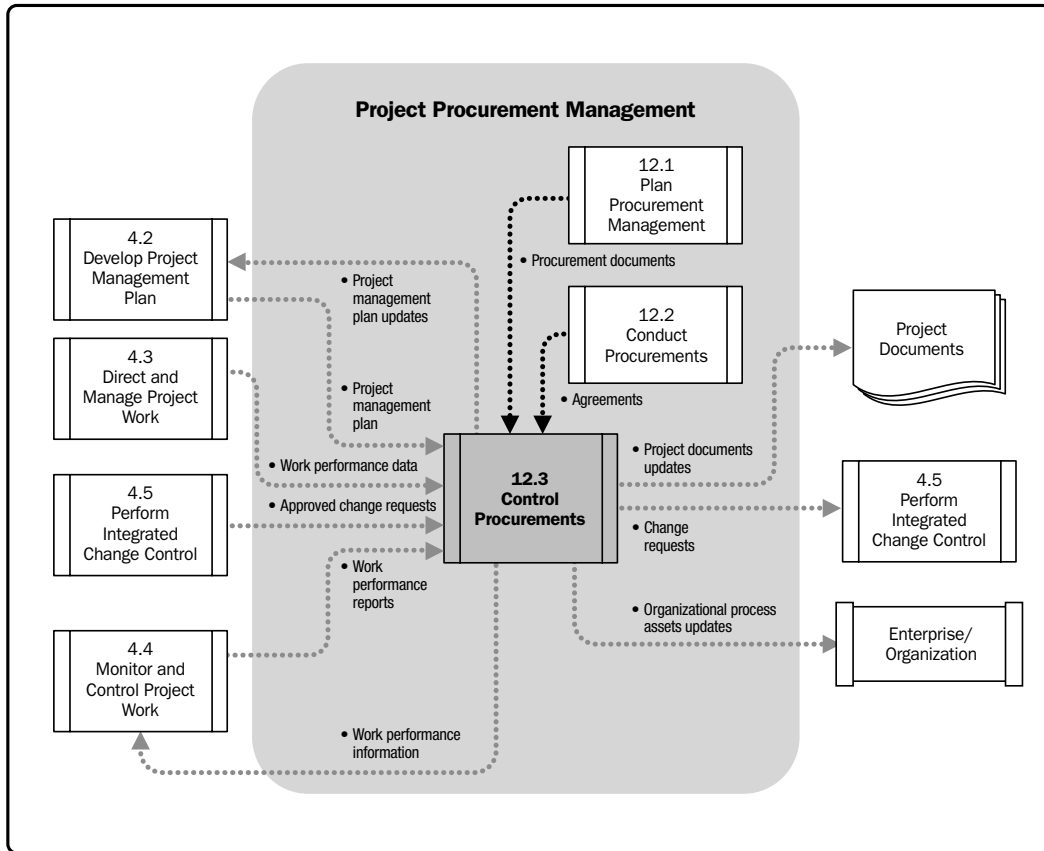 Project Procurement Management
12.1
Plan
Procurement
Management
4.2
Develop Project
Management
Plan
• Procurement documents
• Project
management
plan updates
12.2
Conduct
Procurements
Project
Documents
4.3
Direct and
Manage Project
Work
• Project
management
plan
• Agreements
• Work performance data
• Project documents
updates
12.3
Control
Procurements
4.5
Perform
Integrated
Change Control
• Approved change requests
• Change
requests
4.5
Perform
Integrated
Change Control
• Work
performance
reports
• Organizational process
assets updates
Enterprise/
Organization
4.4
Monitor and
Control Project
Work
• Work performance
information